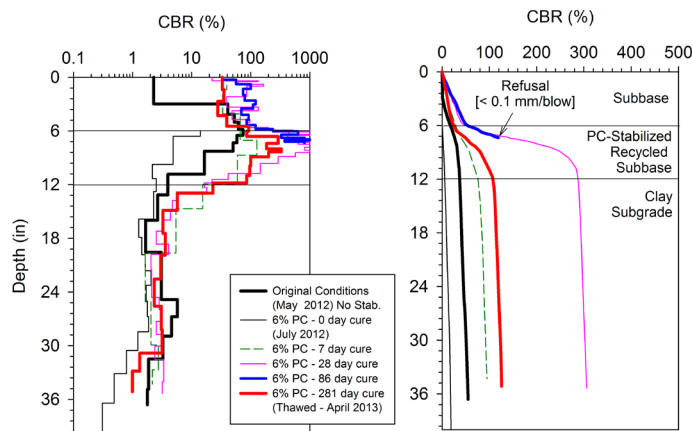 CBR (%)
0.1 1 10 100 1000
0
6
12
18
24
30
36
Depth (in)
Original Conditions
(May 2012) No Stab.
6% PC - 0 day cure
(July 2012)
6% PC - 7 day cure
6% PC - 28 day cure
6% PC - 86 day cure
6% PC - 281 day cure
(Thawed - April 2013)
CBR (%)
0 100 200 300 400 500
0
6
12
18
24
30
36
Refusal
[< 0.1 mm/blow]
Subbase
PC-Stabilized
Recycled
Subbase
Clay
Subgrade